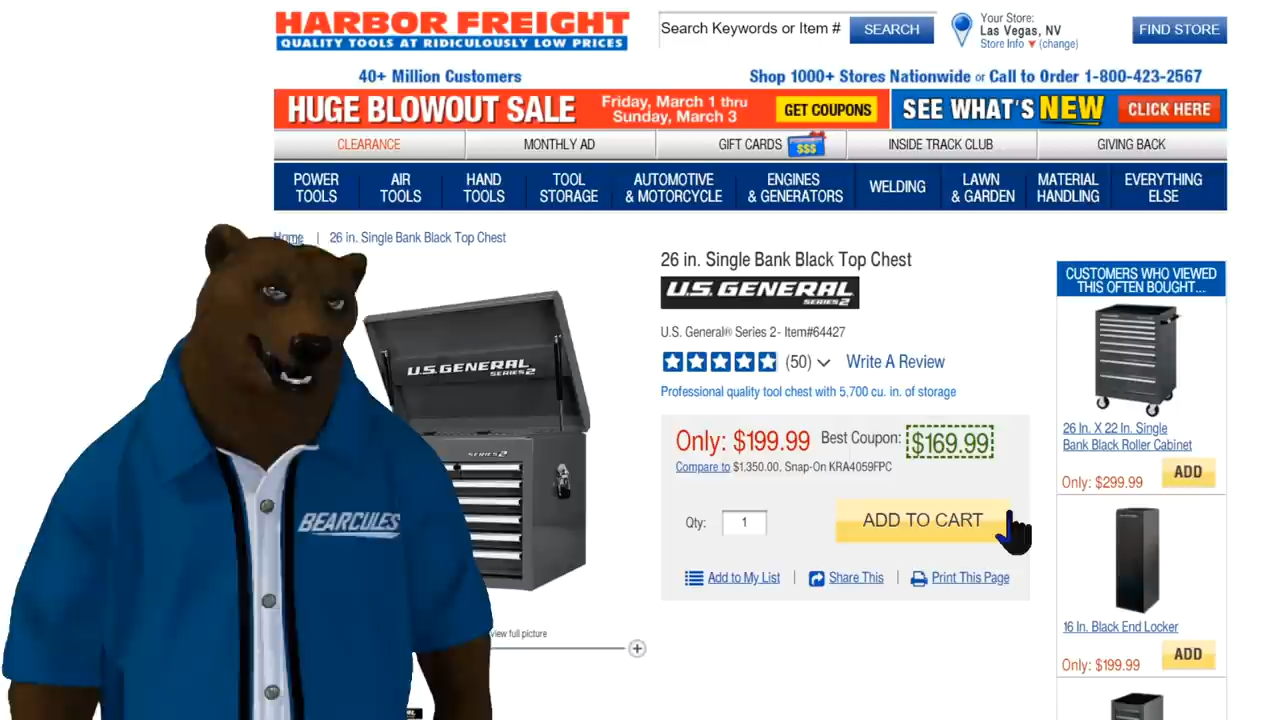 HARBOR FREIGHT
QUALITY TOOLS AT RIDICULOUSLY LOW PRICES
Search Keywords or Item #
SEARCH
Your Store:
Las Vegas, NV
Store Info ▼ (change)
FIND STORE
40+ Million Customers
Shop 1000+ Stores Nationwide or Call to Order 1-800-423-2567
HUGE BLOWOUT SALE
Friday, March 1 thru
Sunday, March 3
GET COUPONS
SEE WHAT'S NEW
CLICK HERE
CLEARANCE
MONTHLY AD
GIFT CARDS
$$$
INSIDE TRACK CLUB
GIVING BACK
POWER
TOOLS
AIR
TOOLS
HAND
TOOLS
TOOL
STORAGE
AUTOMOTIVE
& MOTORCYCLE
ENGINES
& GENERATORS
WELDING
LAWN
& GARDEN
MATERIAL
HANDLING
EVERYTHING
ELSE
Home | 26 in. Single Bank Black Top Chest
U.S. GENERAL
SERIES 2
SERIES 2
BEARCULES
view full picture
26 in. Single Bank Black Top Chest
U.S. GENERAL
SERIES 2
U.S. General® Series 2- Item#64427
(50) Write A Review
Professional quality tool chest with 5,700 cu. in. of storage
Only: $199.99 Best Coupon: $169.99
Compare to $1,350.00, Snap-On KRA4059FPC
Qty: 1
ADD TO CART
Add to My List | Share This | Print This Page
CUSTOMERS WHO VIEWED
THIS OFTEN BOUGHT...
26 In. X 22 In. Single
Bank Black Roller Cabinet
Only: $299.99
ADD
16 In. Black End Locker
Only: $199.99
ADD